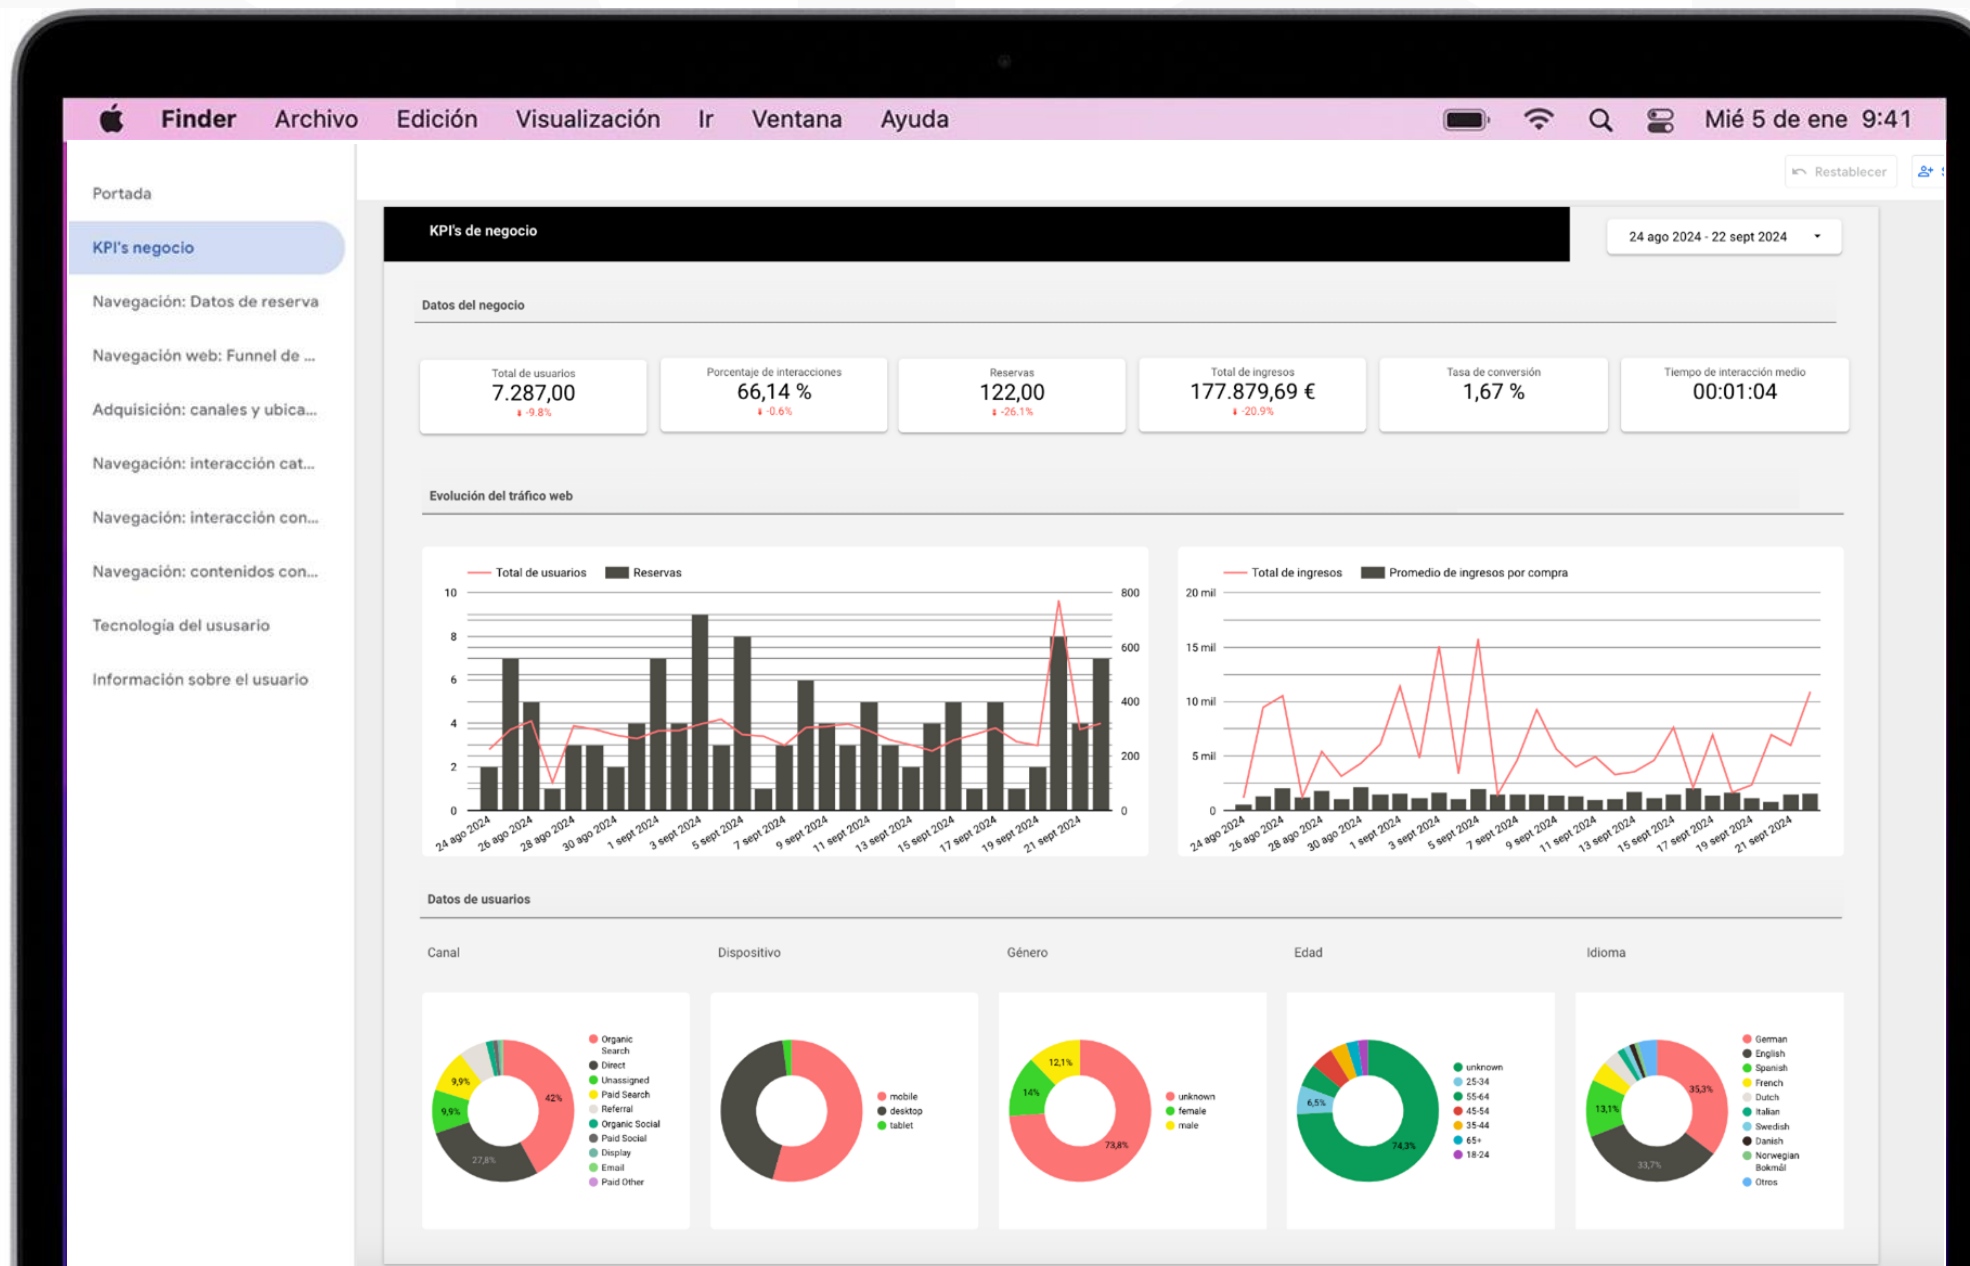 Finder Archivo Edición Visualización Ir Ventana Ayuda Mié 5 de ene 9:41
Restablecer
Portada
KPI's negocio
Navegación: Datos de reserva
Navegación web: Funnel de ...
Adquisición: canales y ubica...
Navegación: interacción cat...
Navegación: interacción con...
Navegación: contenidos con...
Tecnología del ususario
Información sobre el usuario
KPI's de negocio
24 ago 2024 - 22 sept 2024
Datos del negocio
Total de usuarios
7.287,00
-9.8%
Porcentaje de interacciones
66,14 %
-0.6%
Reservas
122,00
-26.1%
Total de ingresos
177.879,69 €
-20.9%
Tasa de conversión
1,67 %
Tiempo de interacción medio
00:01:04
Evolución del tráfico web
Total de usuarios Reservas
10
8
6
4
2
0
800
600
400
200
0
24 ago 2024
26 ago 2024
28 ago 2024
30 ago 2024
1 sept 2024
3 sept 2024
5 sept 2024
7 sept 2024
9 sept 2024
11 sept 2024
13 sept 2024
15 sept 2024
17 sept 2024
19 sept 2024
21 sept 2024
Total de ingresos Promedio de ingresos por compra
20 mil
15 mil
10 mil
5 mil
0
24 ago 2024
26 ago 2024
28 ago 2024
30 ago 2024
1 sept 2024
3 sept 2024
5 sept 2024
7 sept 2024
9 sept 2024
11 sept 2024
13 sept 2024
15 sept 2024
17 sept 2024
19 sept 2024
21 sept 2024
Datos de usuarios
Canal
42%
27,8%
9,9%
9,9%
Organic
Search
Direct
Unassigned
Paid Search
Referral
Organic Social
Paid Social
Display
Email
Paid Other
Dispositivo
mobile
desktop
tablet
Género
12,1%
14%
73,8%
unknown
female
male
Edad
6,5%
74,3%
unknown
25-34
55-64
45-54
35-44
65+
18-24
Idioma
35,3%
13,1%
33,7%
German
English
Spanish
French
Dutch
Italian
Swedish
Danish
Norwegian
Bokmål
Otros